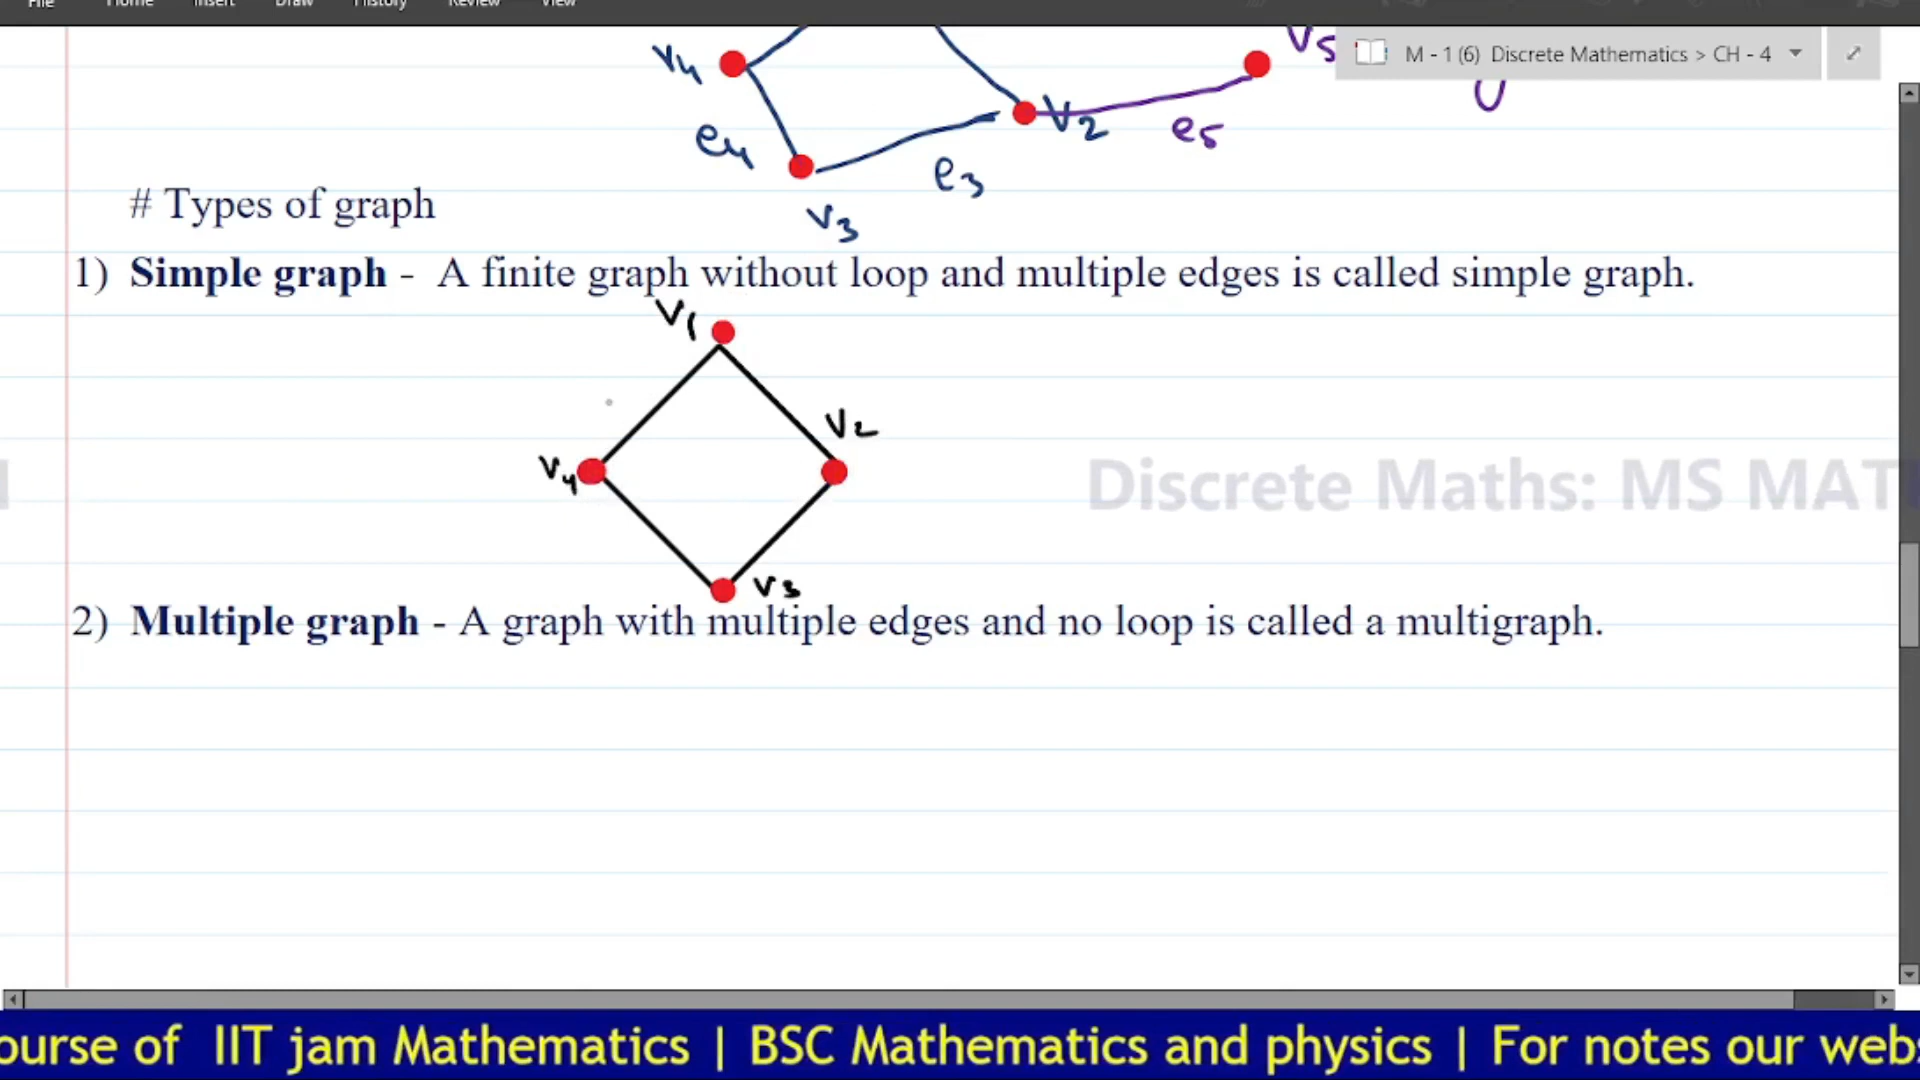 File Home Insert Draw History Review View
M - 1 (6) Discrete Mathematics > CH - 4
v4
v5
v2
e4
e5
e3
# Types of graph
v3
1) Simple graph - A finite graph without loop and multiple edges is called simple graph.
v1
v2
v4
Discrete Maths: MS MAT
v3
2) Multiple graph - A graph with multiple edges and no loop is called a multigraph.
ourse of IIT jam Mathematics | BSC Mathematics and physics | For notes our webs